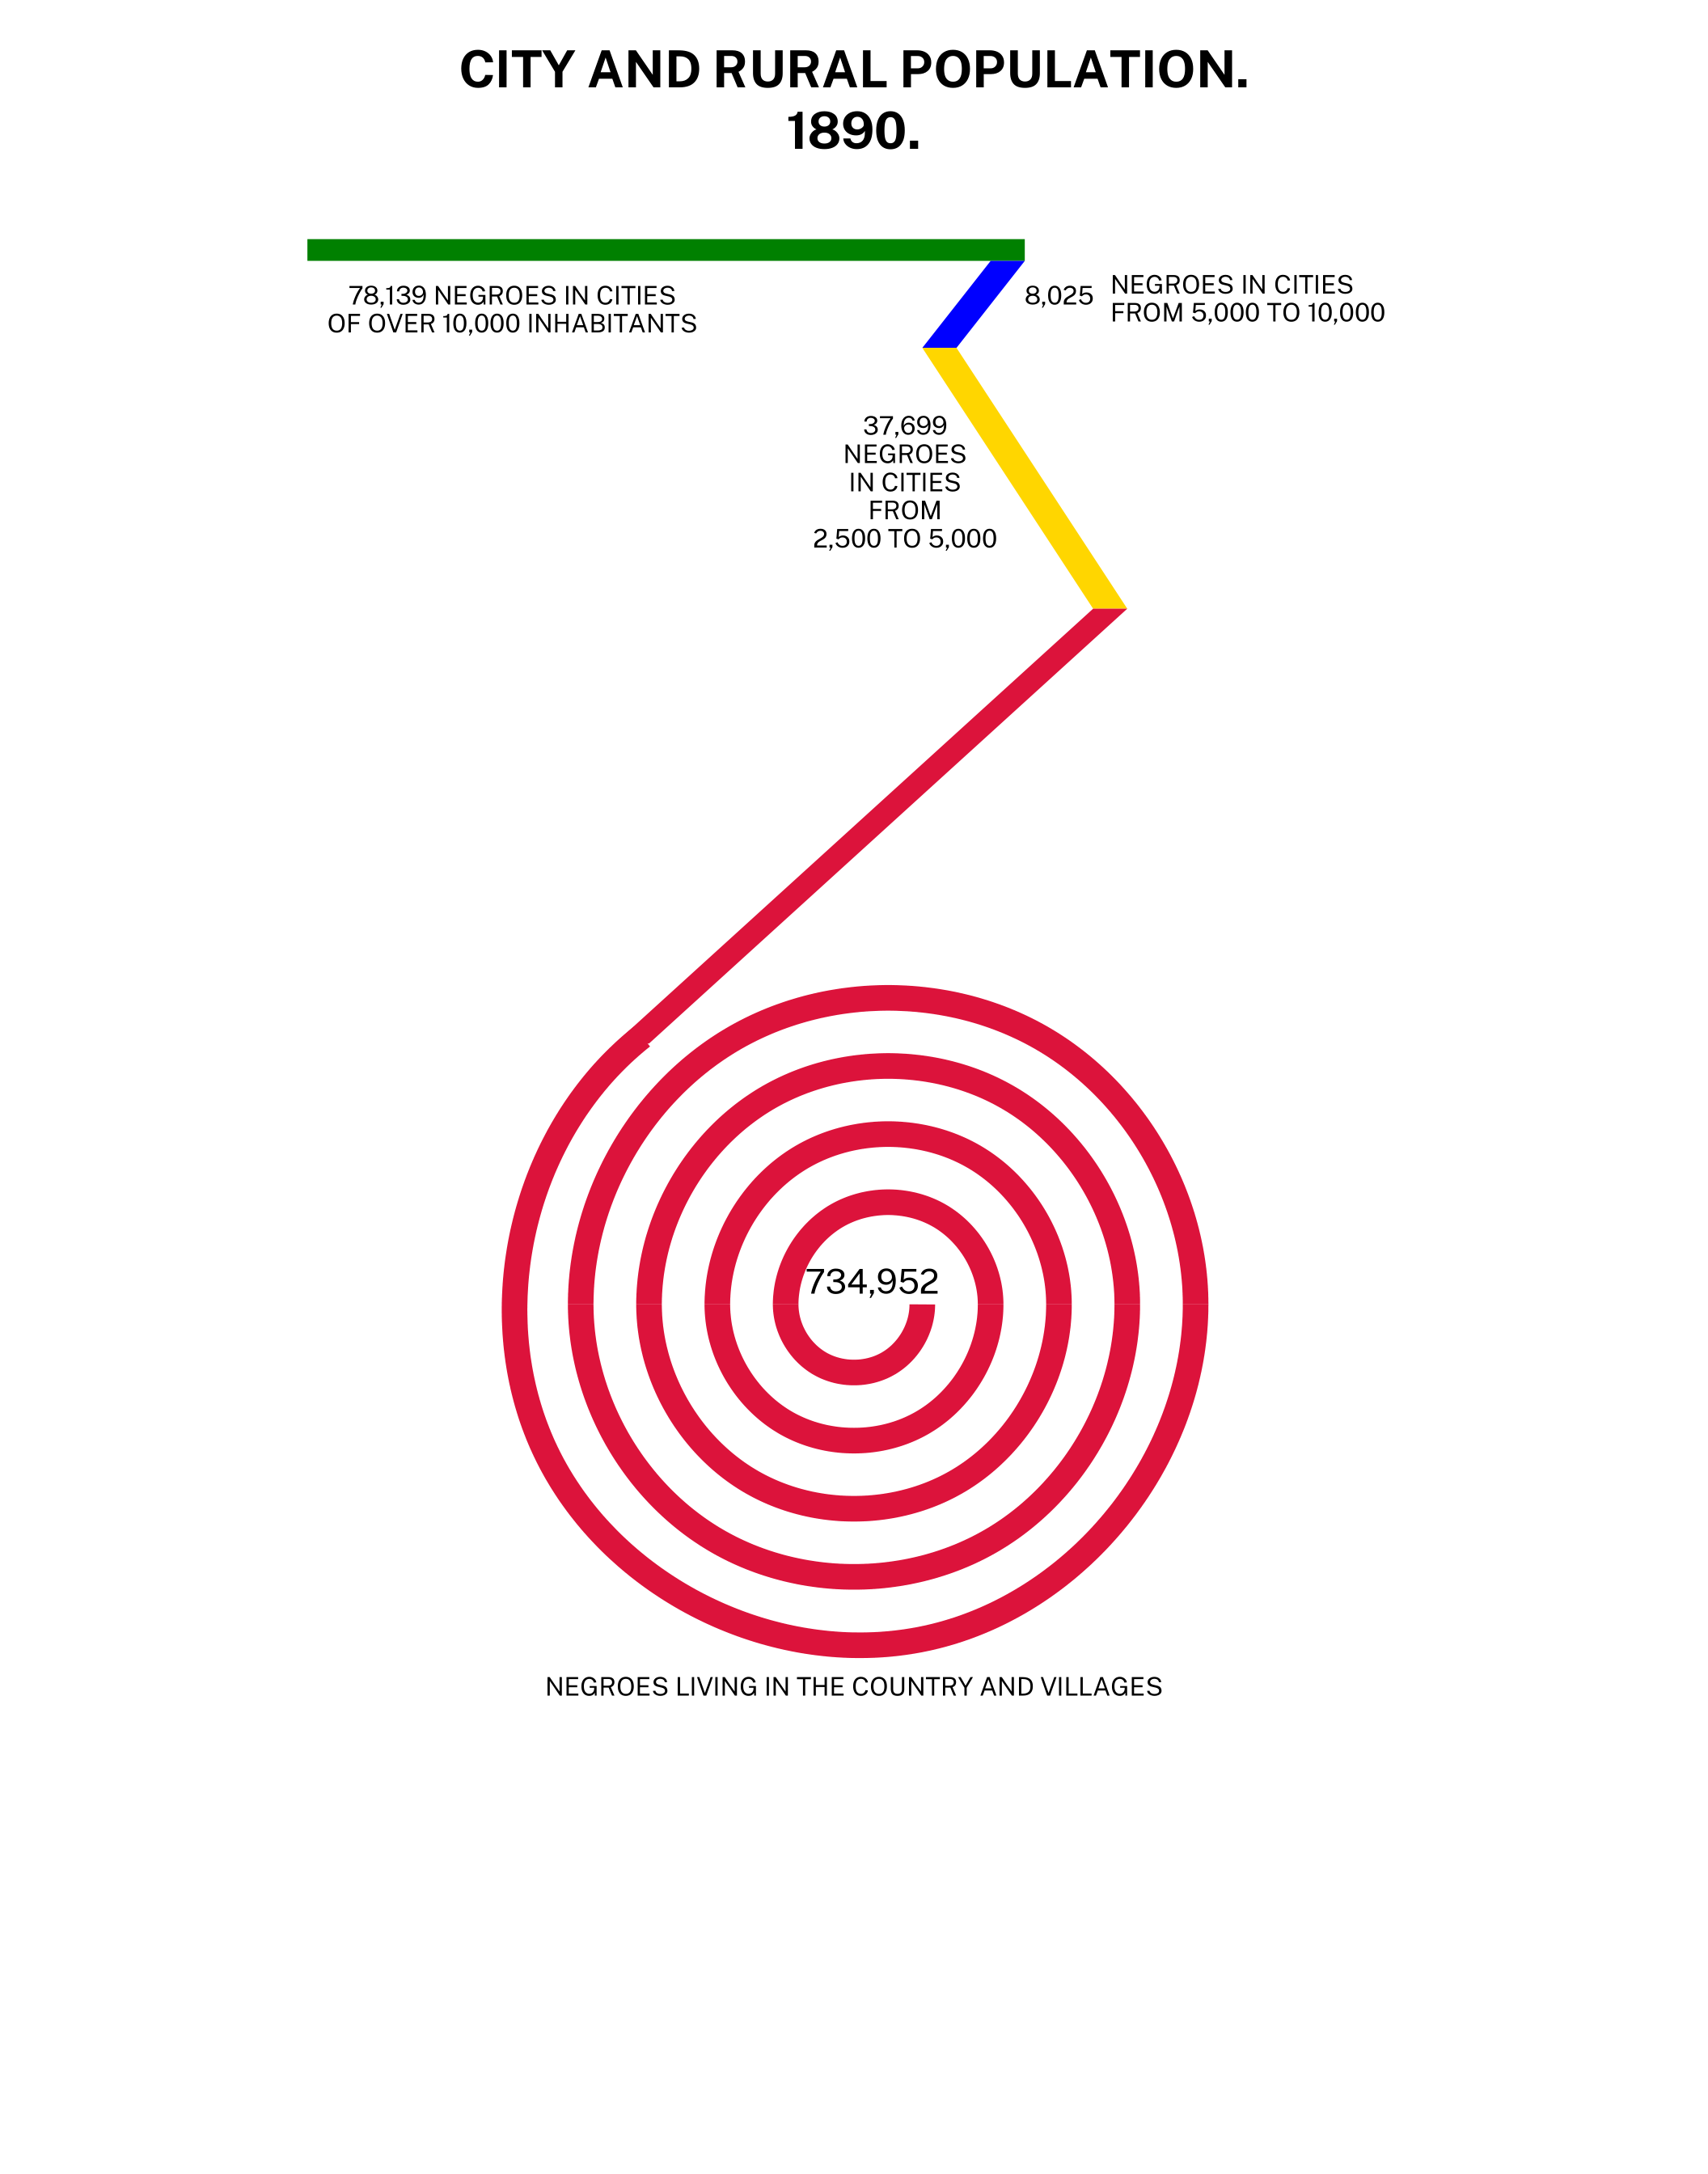 CITY AND RURAL POPULATION.
1890.
78,139 NEGROES IN CITIES
OF OVER 10,000 INHABITANTS
8,025
NEGROES IN CITIES
FROM 5,000 TO 10,000
37,699
NEGROES
IN CITIES
FROM
2,500 TO 5,000
734,952
NEGROES LIVING IN THE COUNTRY AND VILLAGES